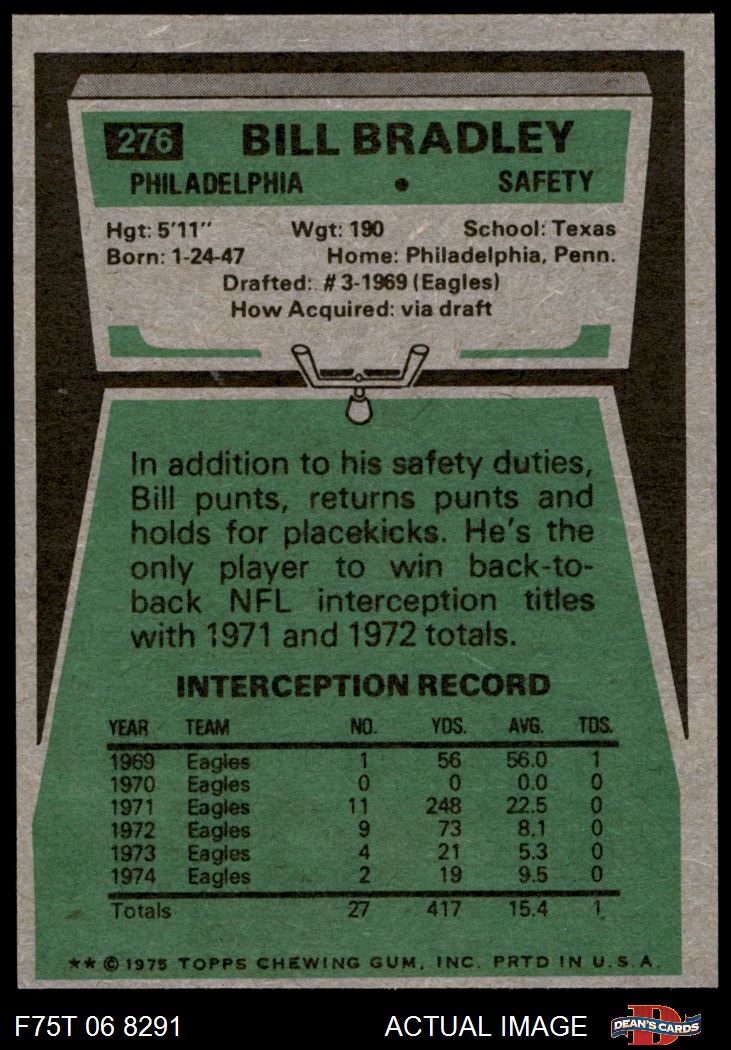 276 BILL BRADLEY
PHILADELPHIA • SAFETY
Hgt: 5'11" Wgt: 190 School: Texas
Born: 1-24-47 Home: Philadelphia, Penn.
Drafted: #3-1969 (Eagles)
How Acquired: via draft
In addition to his safety duties,
Bill punts, returns punts and
holds for placekicks. He's the
only player to win back-to-
back NFL interception titles
with 1971 and 1972 totals.
INTERCEPTION RECORD
YEAR TEAM NO. YDS. AVG. TDS.
1969 Eagles 1 56 56.0 1
1970 Eagles 0 0 0.0 0
1971 Eagles 11 248 22.5 0
1972 Eagles 9 73 8.1 0
1973 Eagles 4 21 5.3 0
1974 Eagles 2 19 9.5 0
Totals 27 417 15.4 1
** © 1975 TOPPS CHEWING GUM, INC. PRTD IN U.S.A.
F75T 06 8291 ACTUAL IMAGE D DEAN'S CARDS